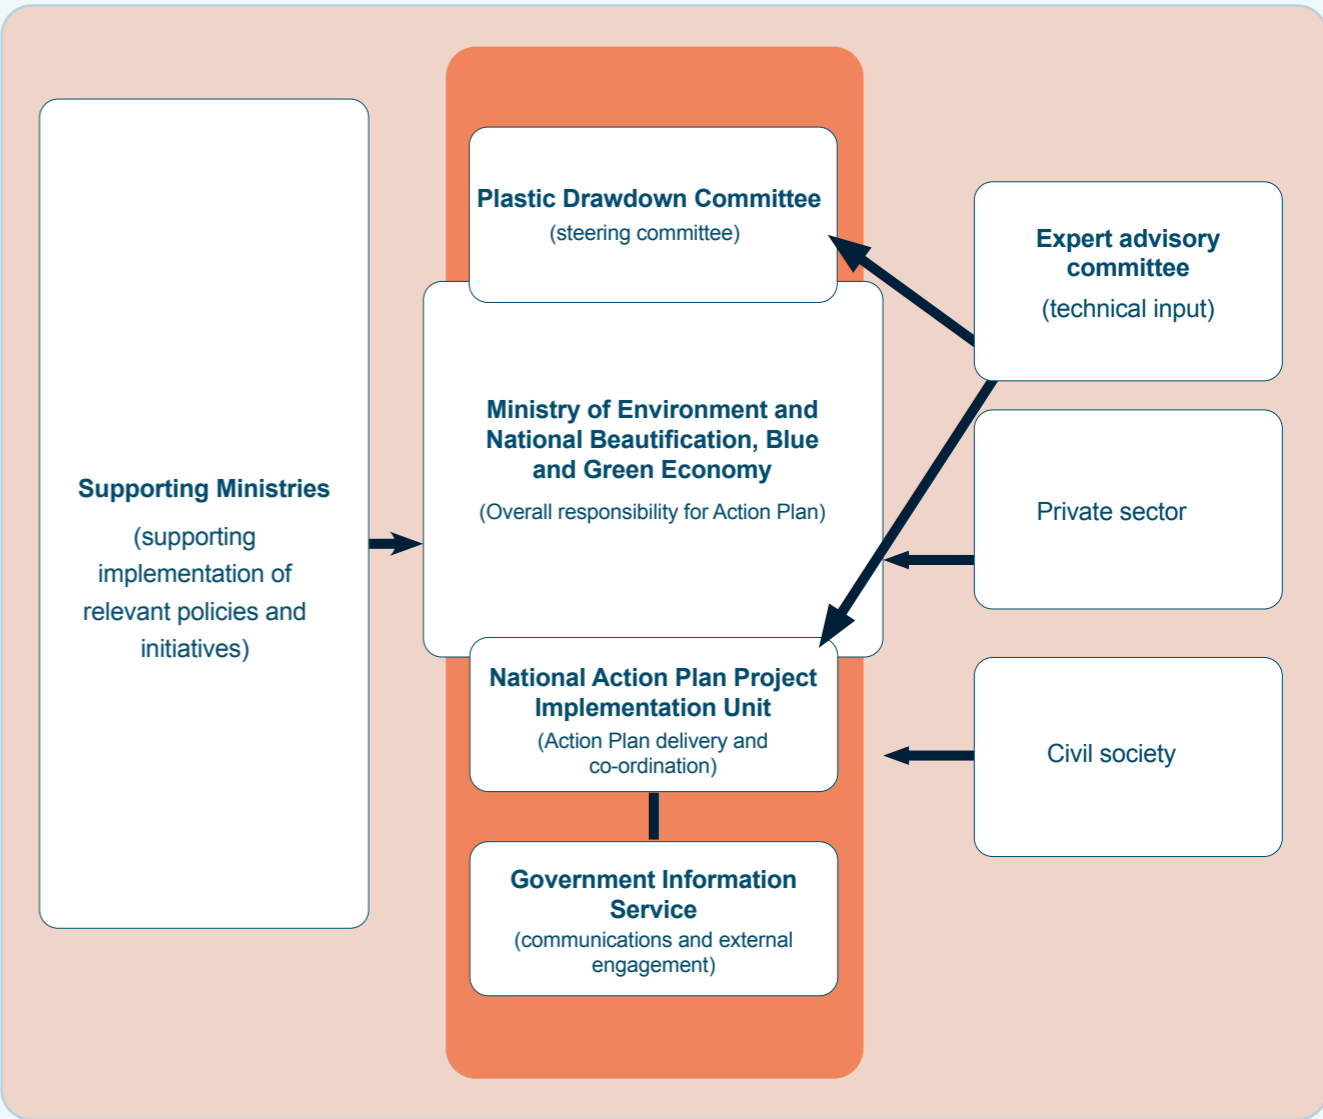 Supporting Ministries
(supporting
implementation of
relevant policies and
initiatives)
Plastic Drawdown Committee
(steering committee)
Ministry of Environment and
National Beautification, Blue
and Green Economy
(Overall responsibility for Action Plan)
National Action Plan Project
Implementation Unit
(Action Plan delivery and
co-ordination)
Government Information
Service
(communications and external
engagement)
Expert advisory
committee
(technical input)
Private sector
Civil society